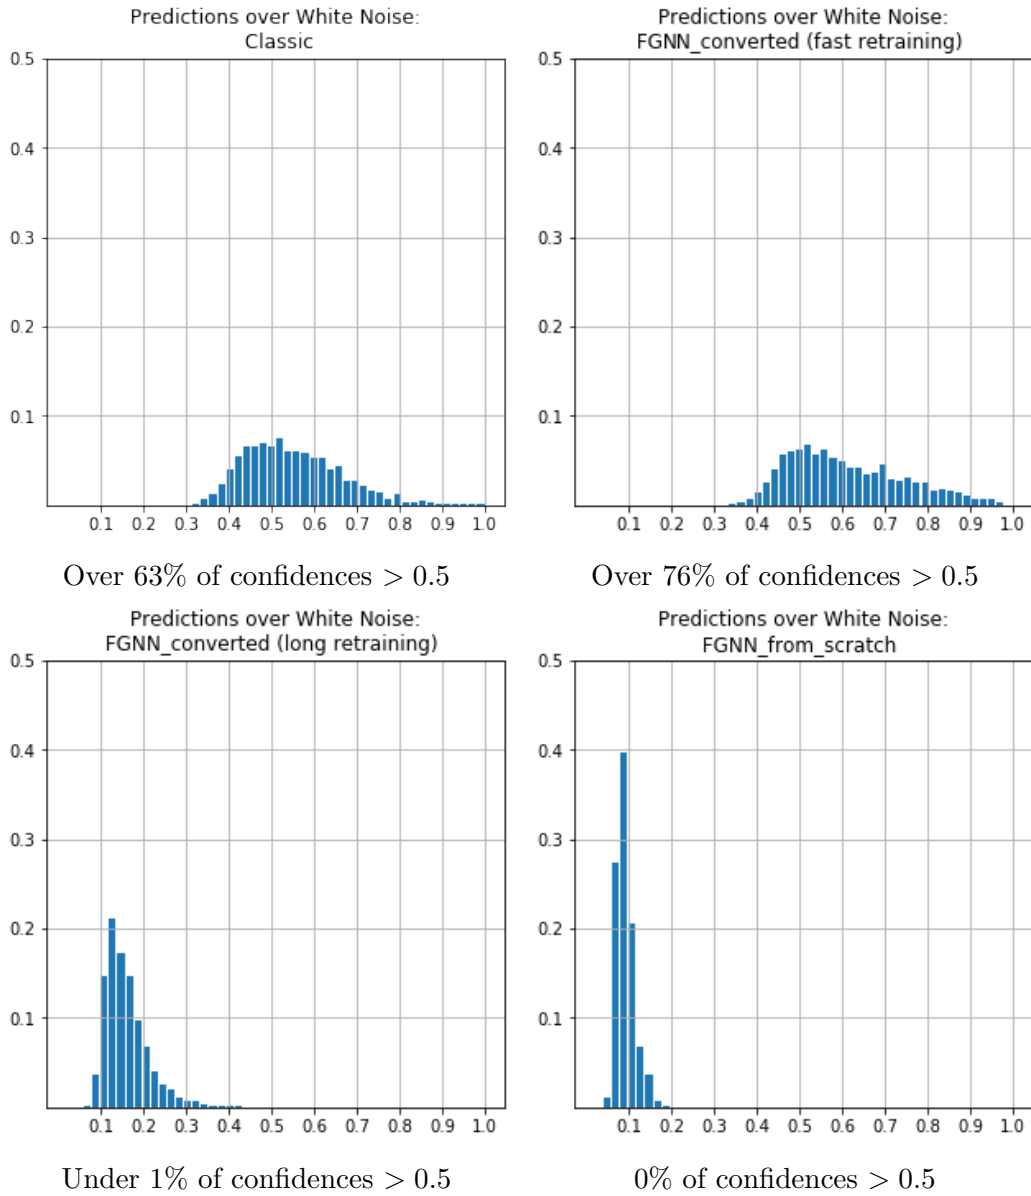 Predictions over White Noise:
Classic
0.5
0.4
0.3
0.2
0.1
0.1 0.2 0.3 0.4 0.5 0.6 0.7 0.8 0.9 1.0
Over 63% of confidences > 0.5
Predictions over White Noise:
FGNN_converted (fast retraining)
0.5
0.4
0.3
0.2
0.1
0.1 0.2 0.3 0.4 0.5 0.6 0.7 0.8 0.9 1.0
Over 76% of confidences > 0.5
Predictions over White Noise:
FGNN_converted (long retraining)
0.5
0.4
0.3
0.2
0.1
0.1 0.2 0.3 0.4 0.5 0.6 0.7 0.8 0.9 1.0
Under 1% of confidences > 0.5
Predictions over White Noise:
FGNN_from_scratch
0.5
0.4
0.3
0.2
0.1
0.1 0.2 0.3 0.4 0.5 0.6 0.7 0.8 0.9 1.0
0% of confidences > 0.5